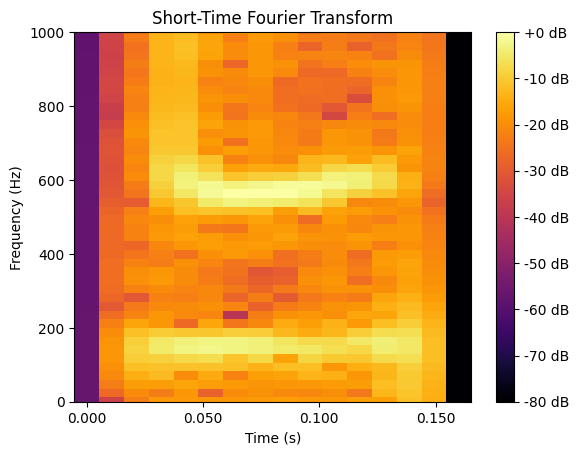 Short-Time Fourier Transform
1000
800
600
400
200
0
Frequency (Hz)
0.000
0.050
0.100
0.150
Time (s)
+0 dB
-10 dB
-20 dB
-30 dB
-40 dB
-50 dB
-60 dB
-70 dB
-80 dB